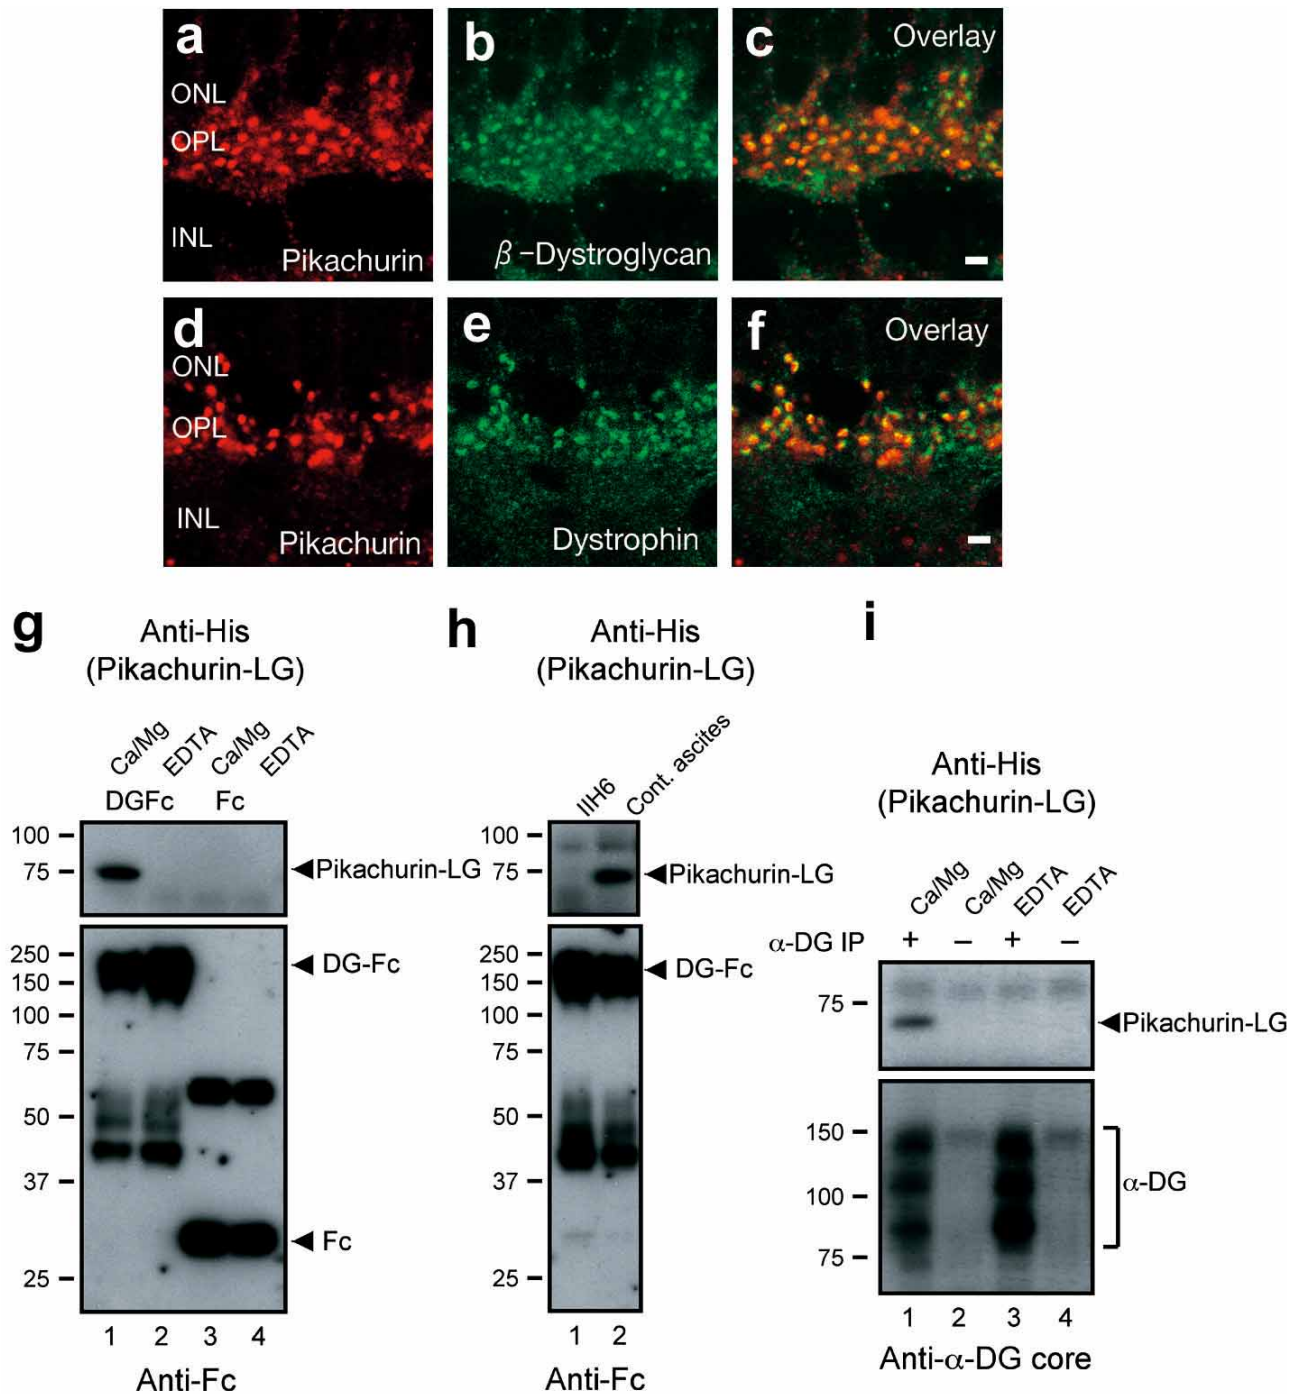 a
ONL
OPL
INL
Pikachurin
b
β-Dystroglycan
c
Overlay
d
ONL
OPL
INL
Pikachurin
e
Dystrophin
f
Overlay
g
Anti-His
(Pikachurin-LG)
Ca/Mg EDTA Ca/Mg EDTA
DGFc Fc
100
75
Pikachurin-LG
250
150
100
75
50
37
25
DG-Fc
Fc
1 2 3 4
Anti-Fc
h
Anti-His
(Pikachurin-LG)
IIH6 Cont. ascites
100
75
Pikachurin-LG
250
150
100
75
50
37
25
DG-Fc
1 2
Anti-Fc
i
Anti-His
(Pikachurin-LG)
Ca/Mg Ca/Mg EDTA EDTA
α-DG IP + − + −
75
Pikachurin-LG
150
100
75
α-DG
1 2 3 4
Anti-α-DG core